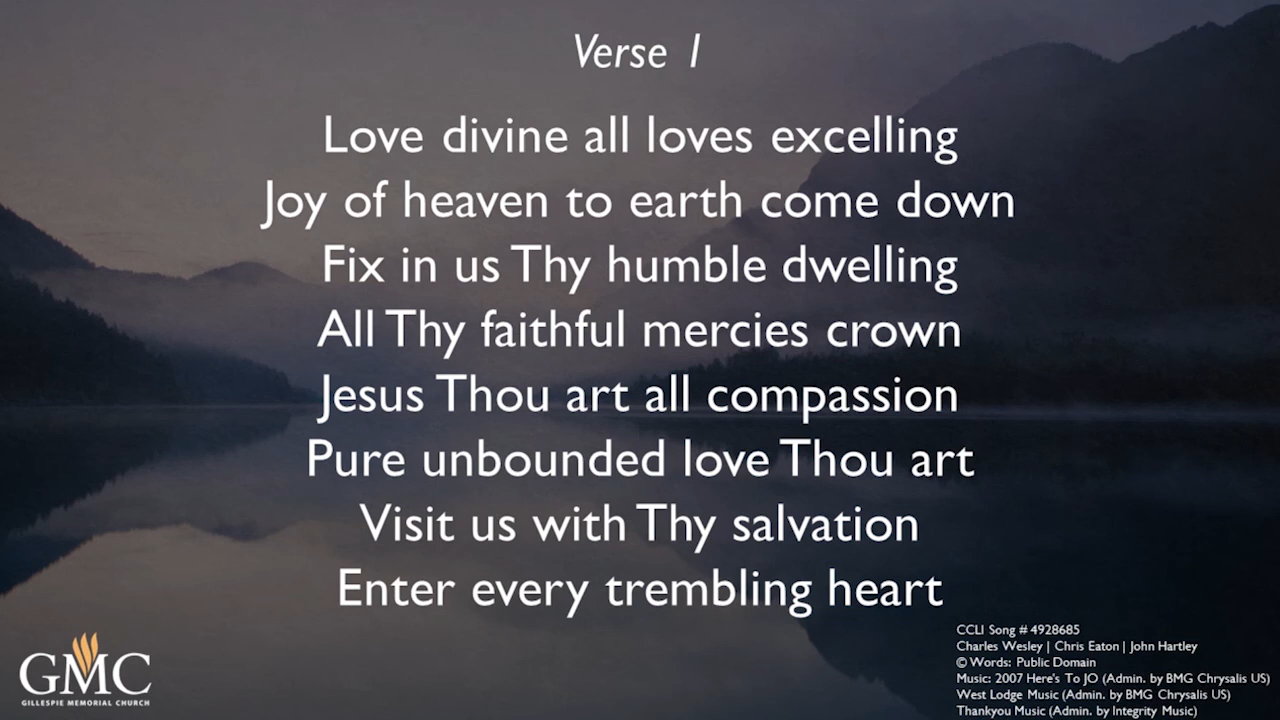 Verse 1
Love divine all loves excelling
Joy of heaven to earth come down
Fix in us Thy humble dwelling
All Thy faithful mercies crown
Jesus Thou art all compassion
Pure unbounded love Thou art
Visit us with Thy salvation
Enter every trembling heart
CCLI Song # 4928685
Charles Wesley | Chris Eaton | John Hartley
© Words: Public Domain
Music: 2007 Here's To JO (Admin. by BMG Chrysalis US)
West Lodge Music (Admin. by BMG Chrysalis US)
Thankyou Music (Admin. by Integrity Music)
GMC
GILLESPIE MEMORIAL CHURCH